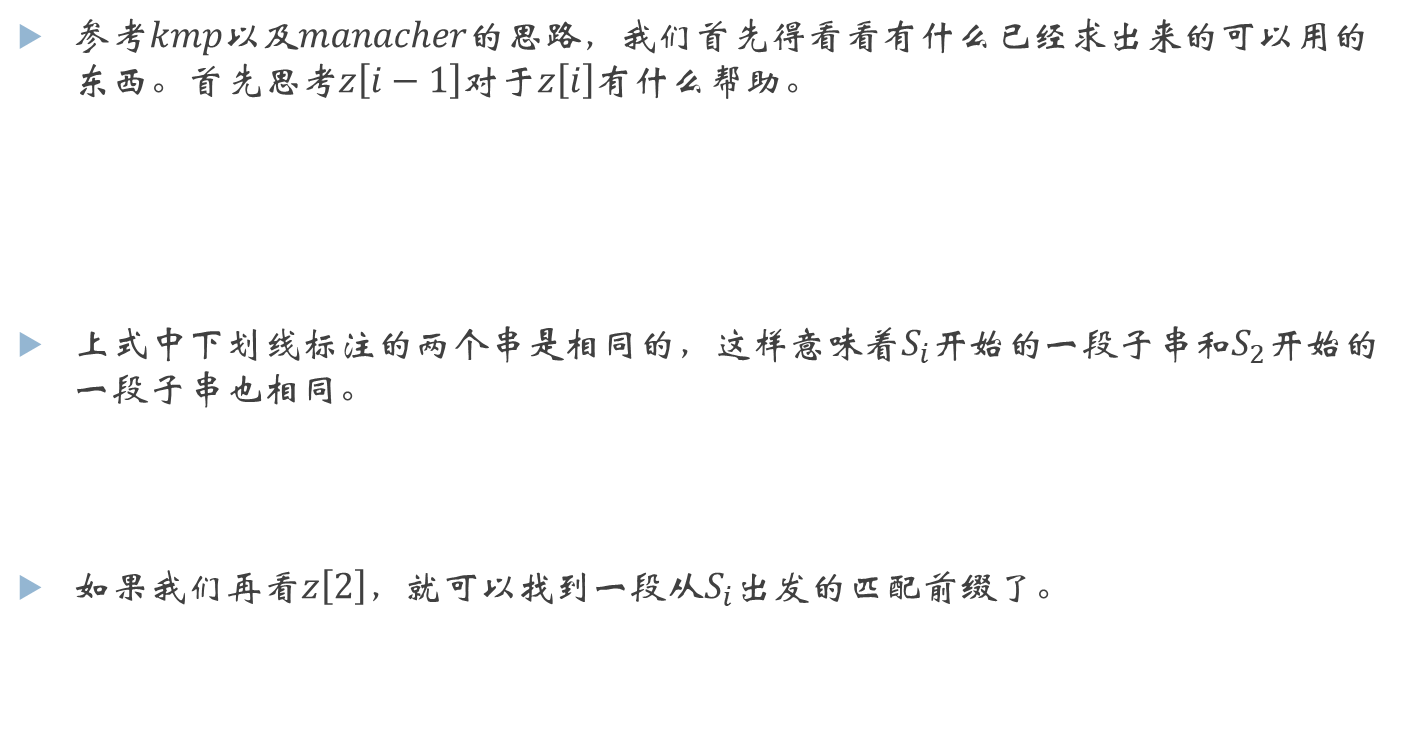 参考kmp以及manacher的思路，我们首先得看看有什么已经求出来的可以用的
东西。首先思考z[i − 1]对于z[i]有什么帮助。
上式中下划线标注的两个串是相同的，这样意味着Sᵢ开始的一段子串和S₂开始的
一段子串也相同。
如果我们再看z[2]，就可以找到一段从Sᵢ出发的匹配前缀了。